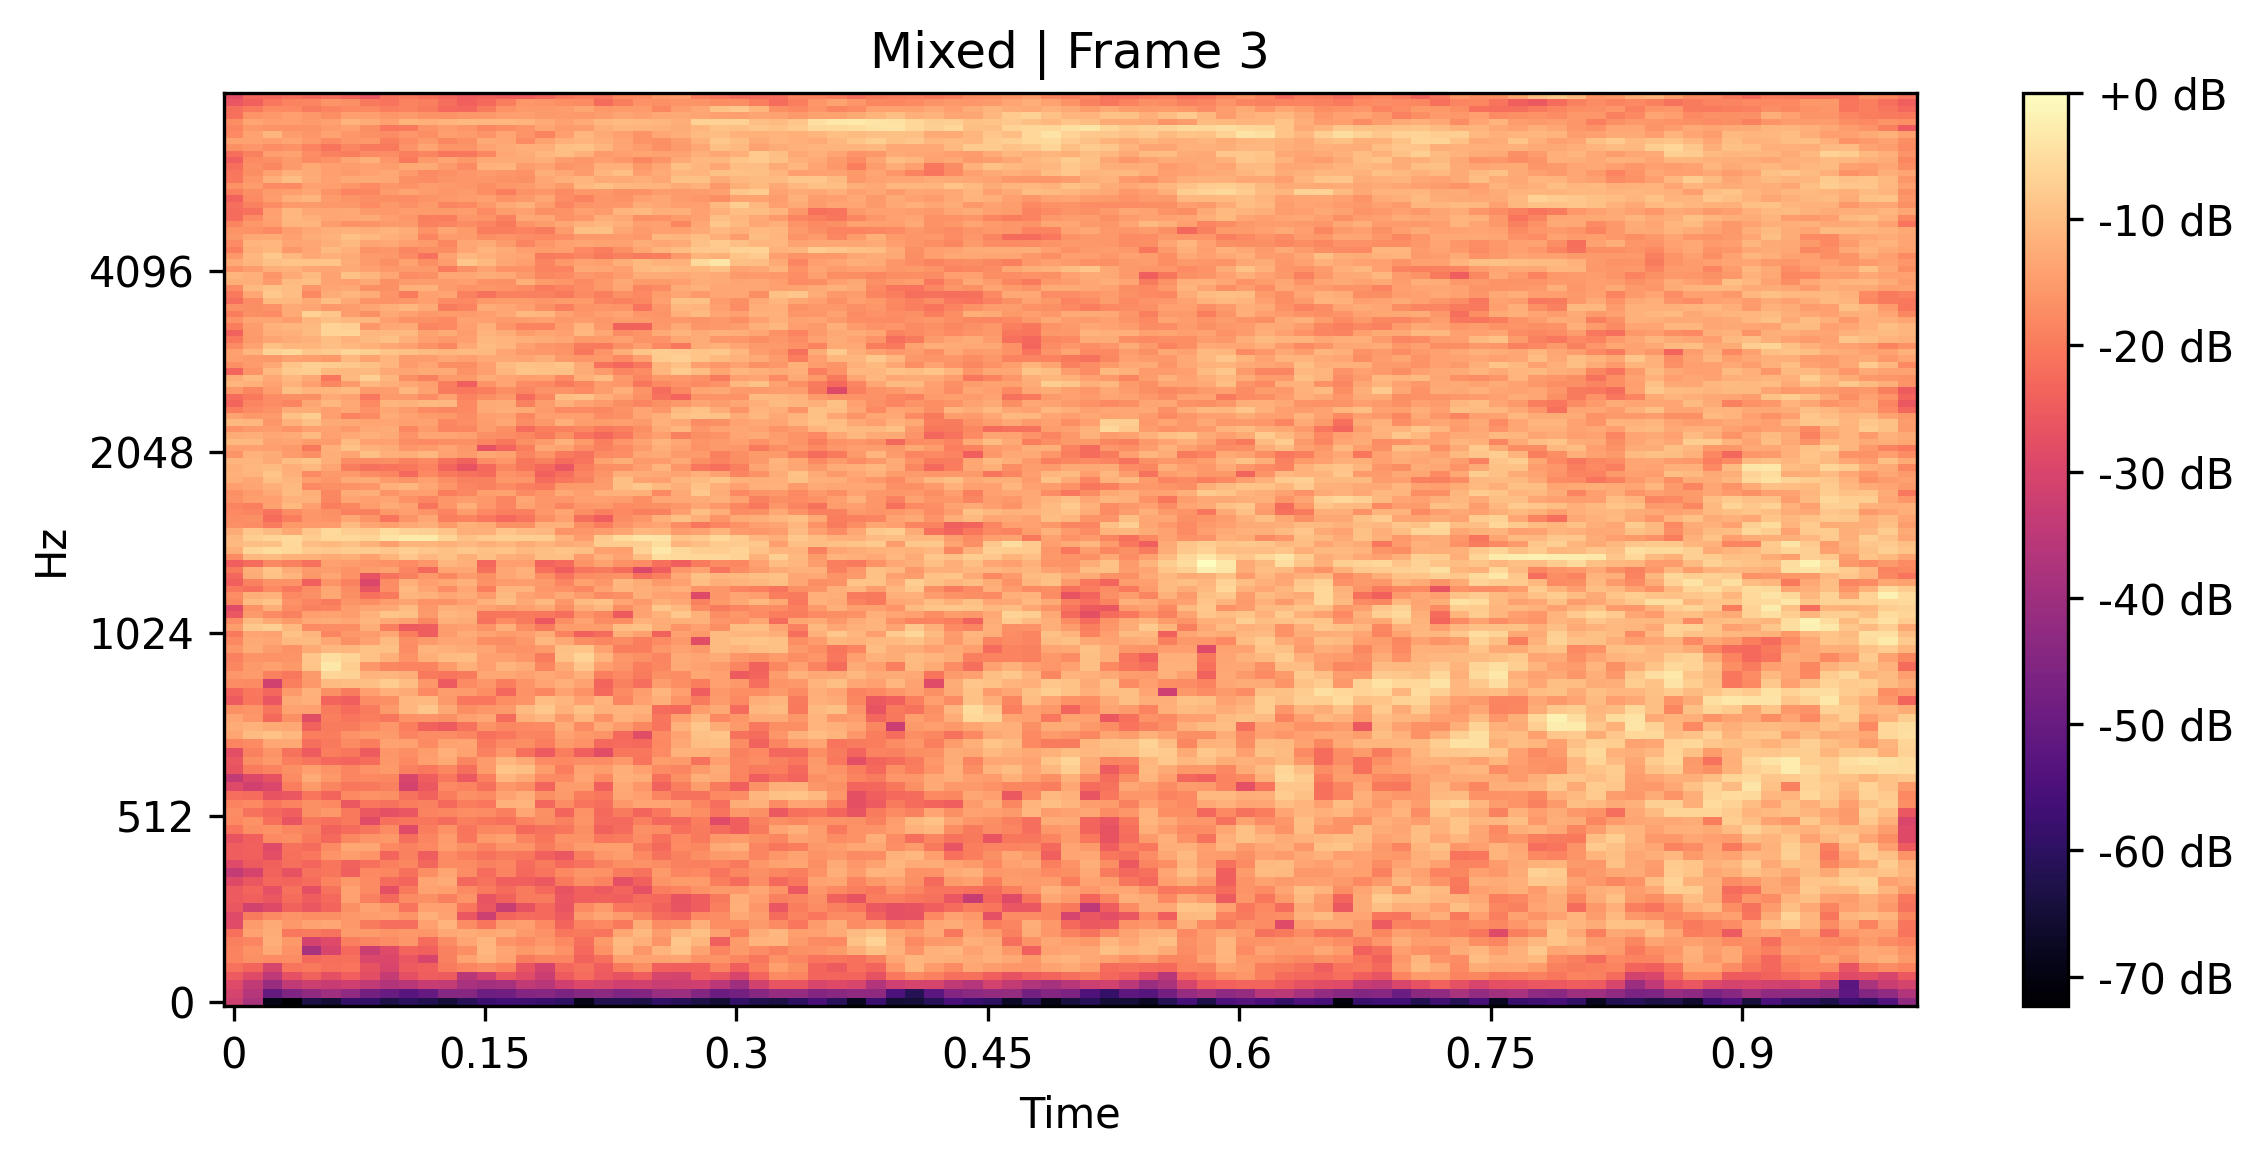 Mixed | Frame 3
Hz
4096
2048
1024
512
0
0 0.15 0.3 0.45 0.6 0.75 0.9
Time
+0 dB
-10 dB
-20 dB
-30 dB
-40 dB
-50 dB
-60 dB
-70 dB